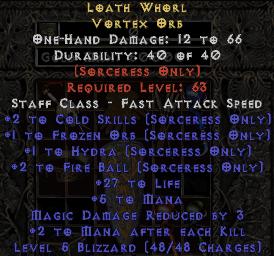 Loath Whorl
Vortex Orb
One-Hand Damage: 12 to 66
Durability: 40 of 40
(Sorceress Only)
Required Level: 63
Staff Class - Fast Attack Speed
+2 to Cold Skills (Sorceress Only)
+1 to Frozen Orb (Sorceress Only)
+1 to Hydra (Sorceress Only)
+2 to Fire Ball (Sorceress Only)
+27 to Life
+5 to Mana
Magic Damage Reduced by 3
+2 to Mana after each Kill
Level 5 Blizzard (48/48 Charges)